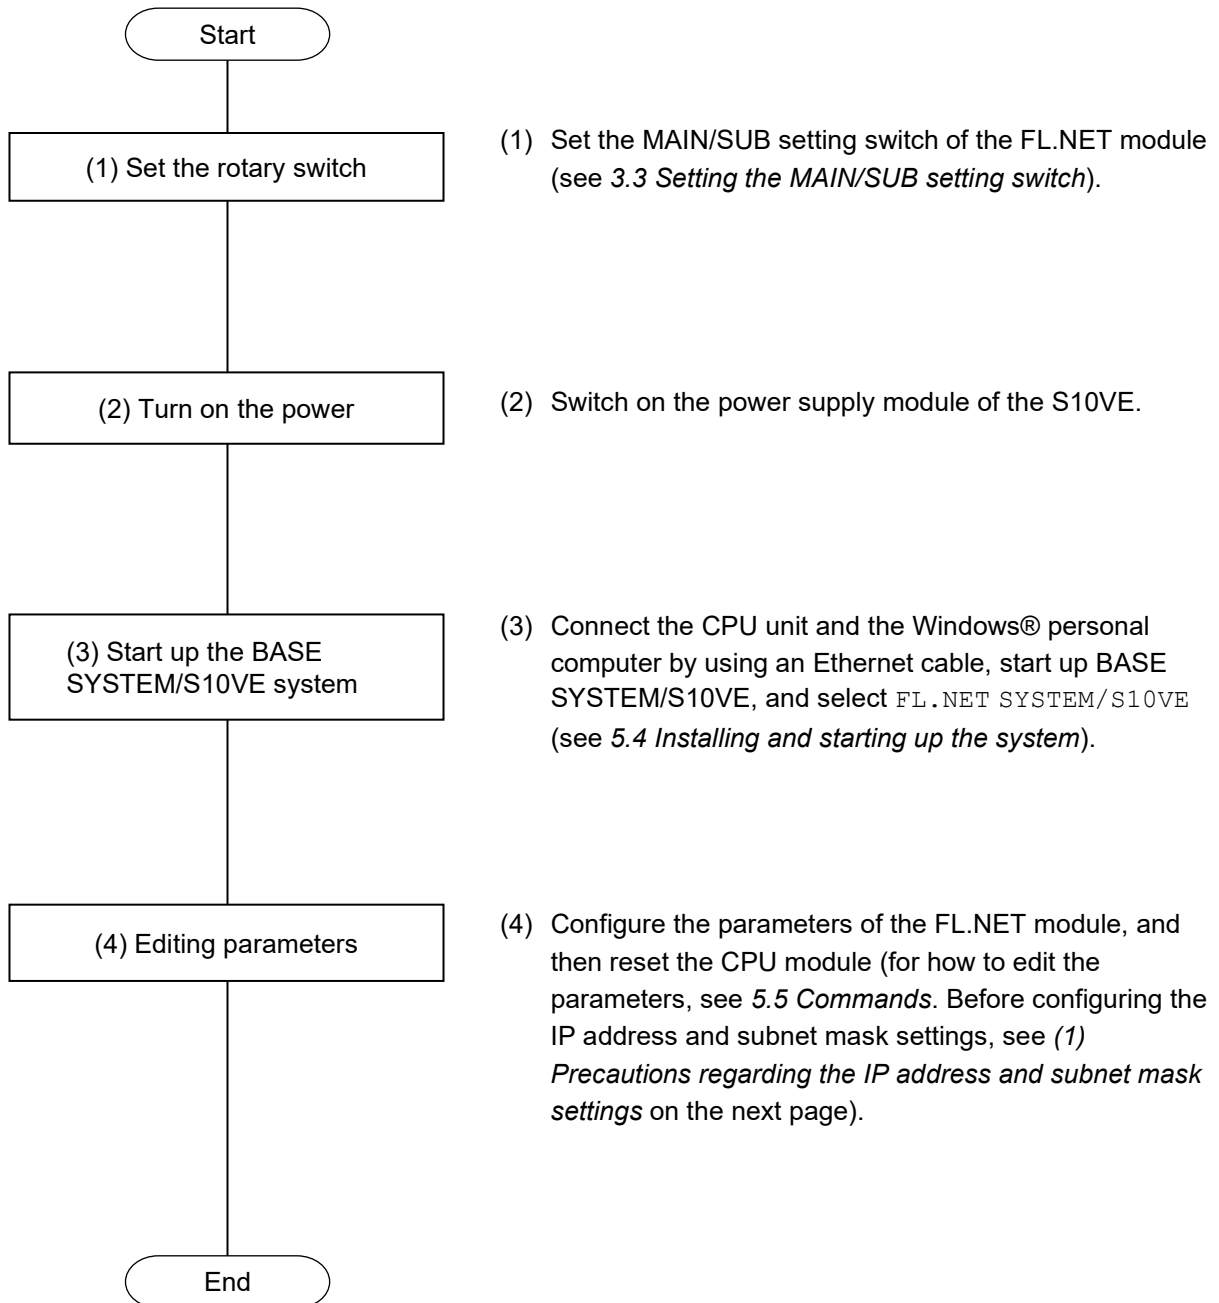 Start
(1) Set the rotary switch
(1) Set the MAIN/SUB setting switch of the FL.NET module
(see 3.3 Setting the MAIN/SUB setting switch).
(2) Turn on the power
(2) Switch on the power supply module of the S10VE.
(3) Start up the BASE
SYSTEM/S10VE system
(3) Connect the CPU unit and the Windows® personal
computer by using an Ethernet cable, start up BASE
SYSTEM/S10VE, and select FL.NET SYSTEM/S10VE
(see 5.4 Installing and starting up the system).
(4) Editing parameters
(4) Configure the parameters of the FL.NET module, and
then reset the CPU module (for how to edit the
parameters, see 5.5 Commands. Before configuring the
IP address and subnet mask settings, see (1)
Precautions regarding the IP address and subnet mask
settings on the next page).
End